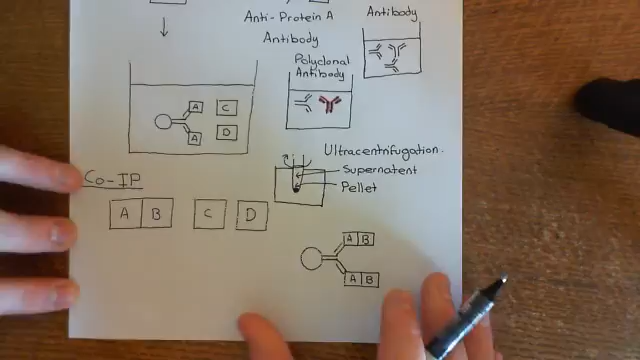 Anti-Protein A
Antibody
Antibody
Polyclonal
Antibody
A
C
A
D
Ultracentrifugation.
Supernatent
Pellet
Co-IP
A B C D
A B
A B